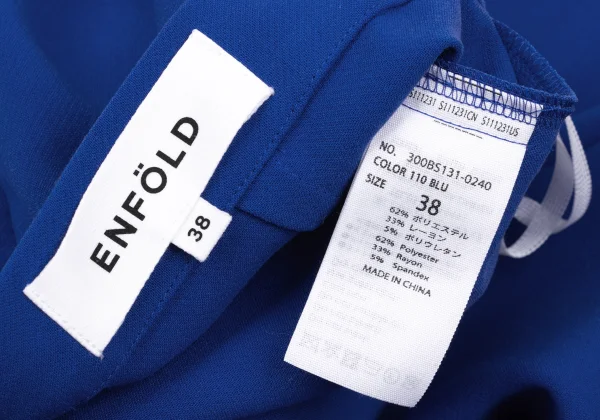 ENFÖLD
38
S111231 S111231CN S111231US
NO. 300BS131-0240
COLOR 110 BLU
SIZE 38
62% ポリエステル
33% レーヨン
5% ポリウレタン
62% Polyester
33% Rayon
5% Spandex
MADE IN CHINA